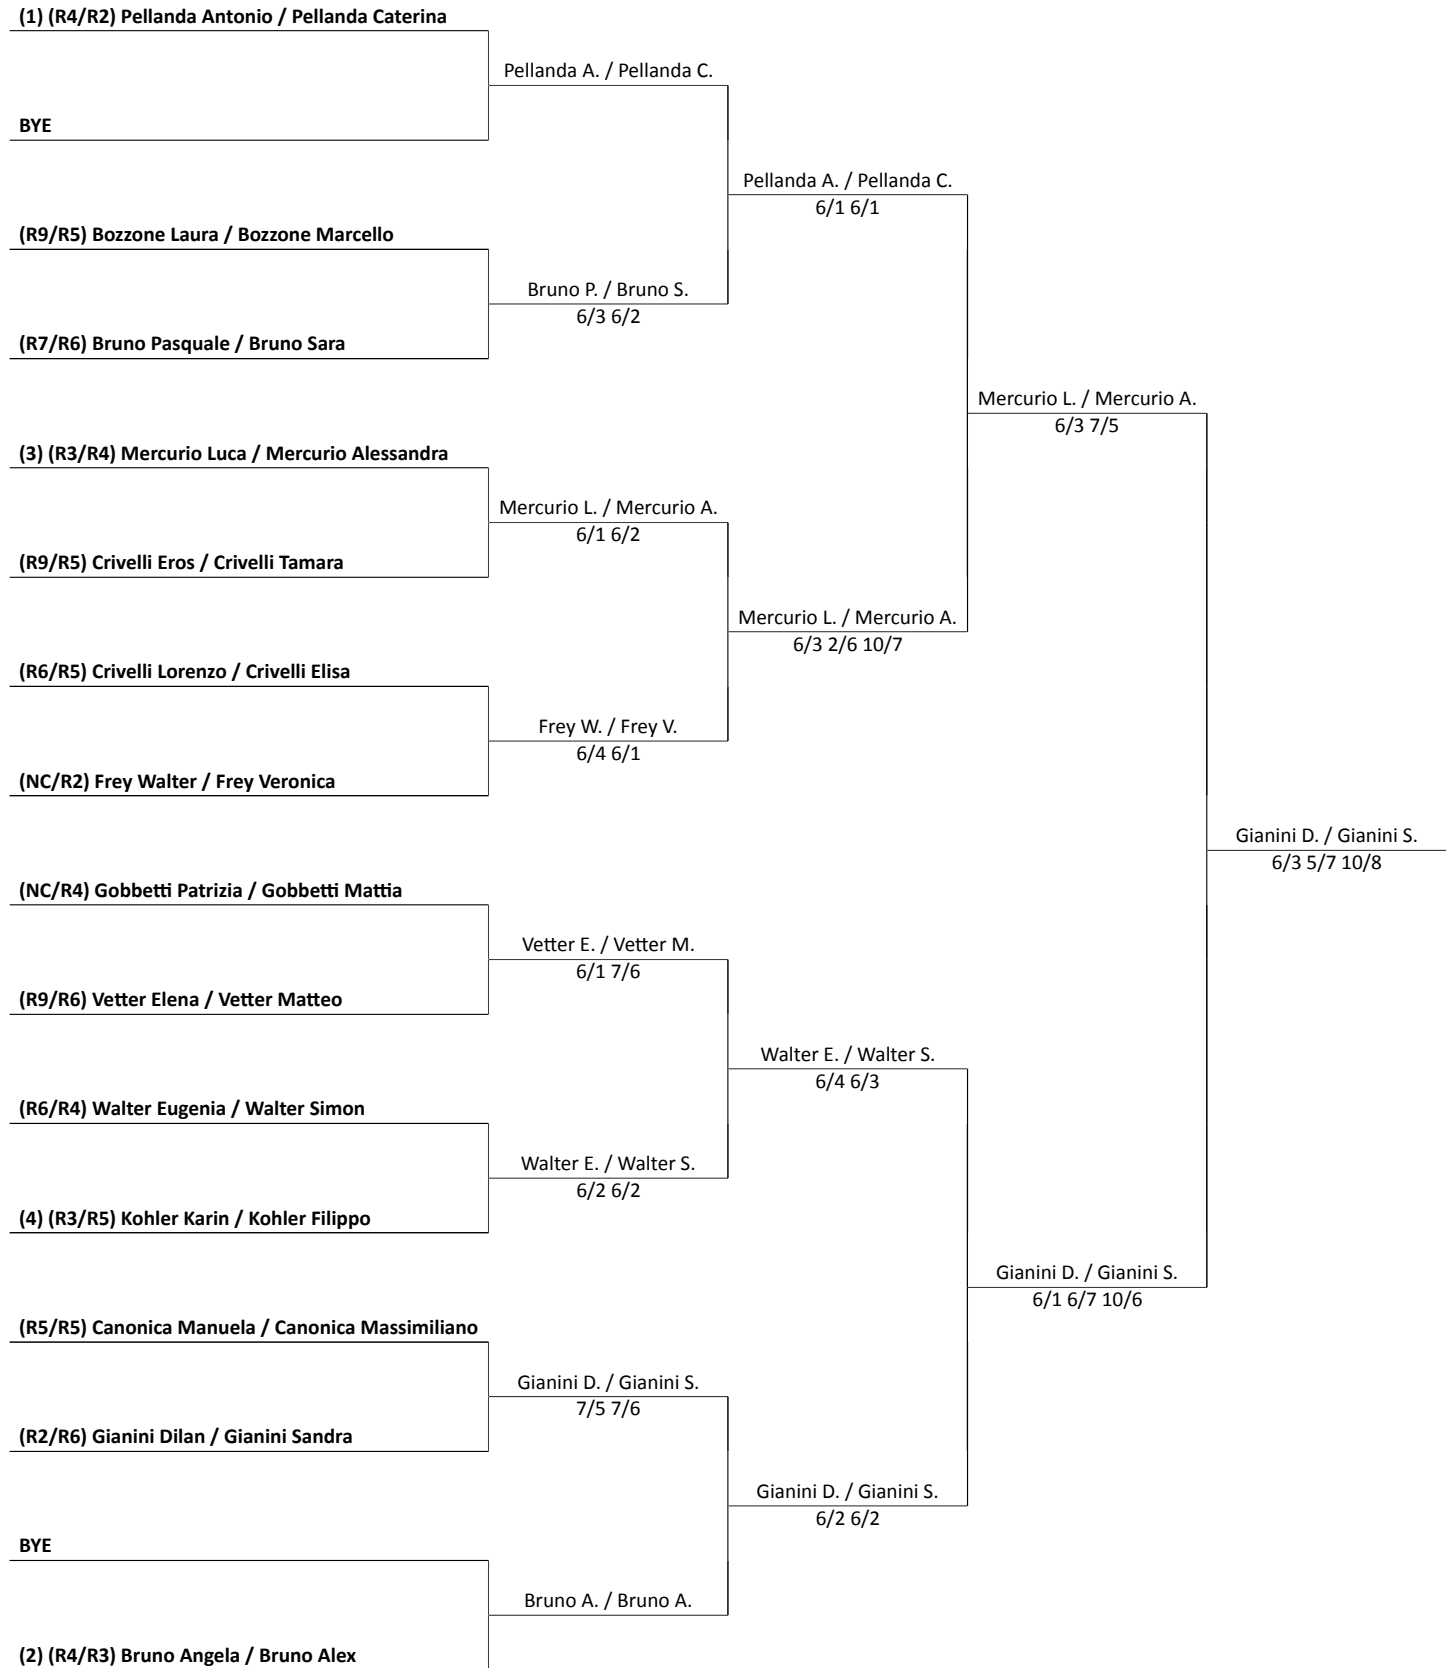 (1) (R4/R2) Pellanda Antonio / Pellanda Caterina
Pellanda A. / Pellanda C.
BYE
Pellanda A. / Pellanda C.
6/1 6/1
(R9/R5) Bozzone Laura / Bozzone Marcello
Bruno P. / Bruno S.
6/3 6/2
(R7/R6) Bruno Pasquale / Bruno Sara
Mercurio L. / Mercurio A.
6/3 7/5
(3) (R3/R4) Mercurio Luca / Mercurio Alessandra
Mercurio L. / Mercurio A.
6/1 6/2
(R9/R5) Crivelli Eros / Crivelli Tamara
Mercurio L. / Mercurio A.
6/3 2/6 10/7
(R6/R5) Crivelli Lorenzo / Crivelli Elisa
Frey W. / Frey V.
6/4 6/1
(NC/R2) Frey Walter / Frey Veronica
Gianini D. / Gianini S.
6/3 5/7 10/8
(NC/R4) Gobbetti Patrizia / Gobbetti Mattia
Vetter E. / Vetter M.
6/1 7/6
(R9/R6) Vetter Elena / Vetter Matteo
Walter E. / Walter S.
6/4 6/3
(R6/R4) Walter Eugenia / Walter Simon
Walter E. / Walter S.
6/2 6/2
(4) (R3/R5) Kohler Karin / Kohler Filippo
Gianini D. / Gianini S.
6/1 6/7 10/6
(R5/R5) Canonica Manuela / Canonica Massimiliano
Gianini D. / Gianini S.
7/5 7/6
(R2/R6) Gianini Dilan / Gianini Sandra
Gianini D. / Gianini S.
6/2 6/2
BYE
Bruno A. / Bruno A.
(2) (R4/R3) Bruno Angela / Bruno Alex